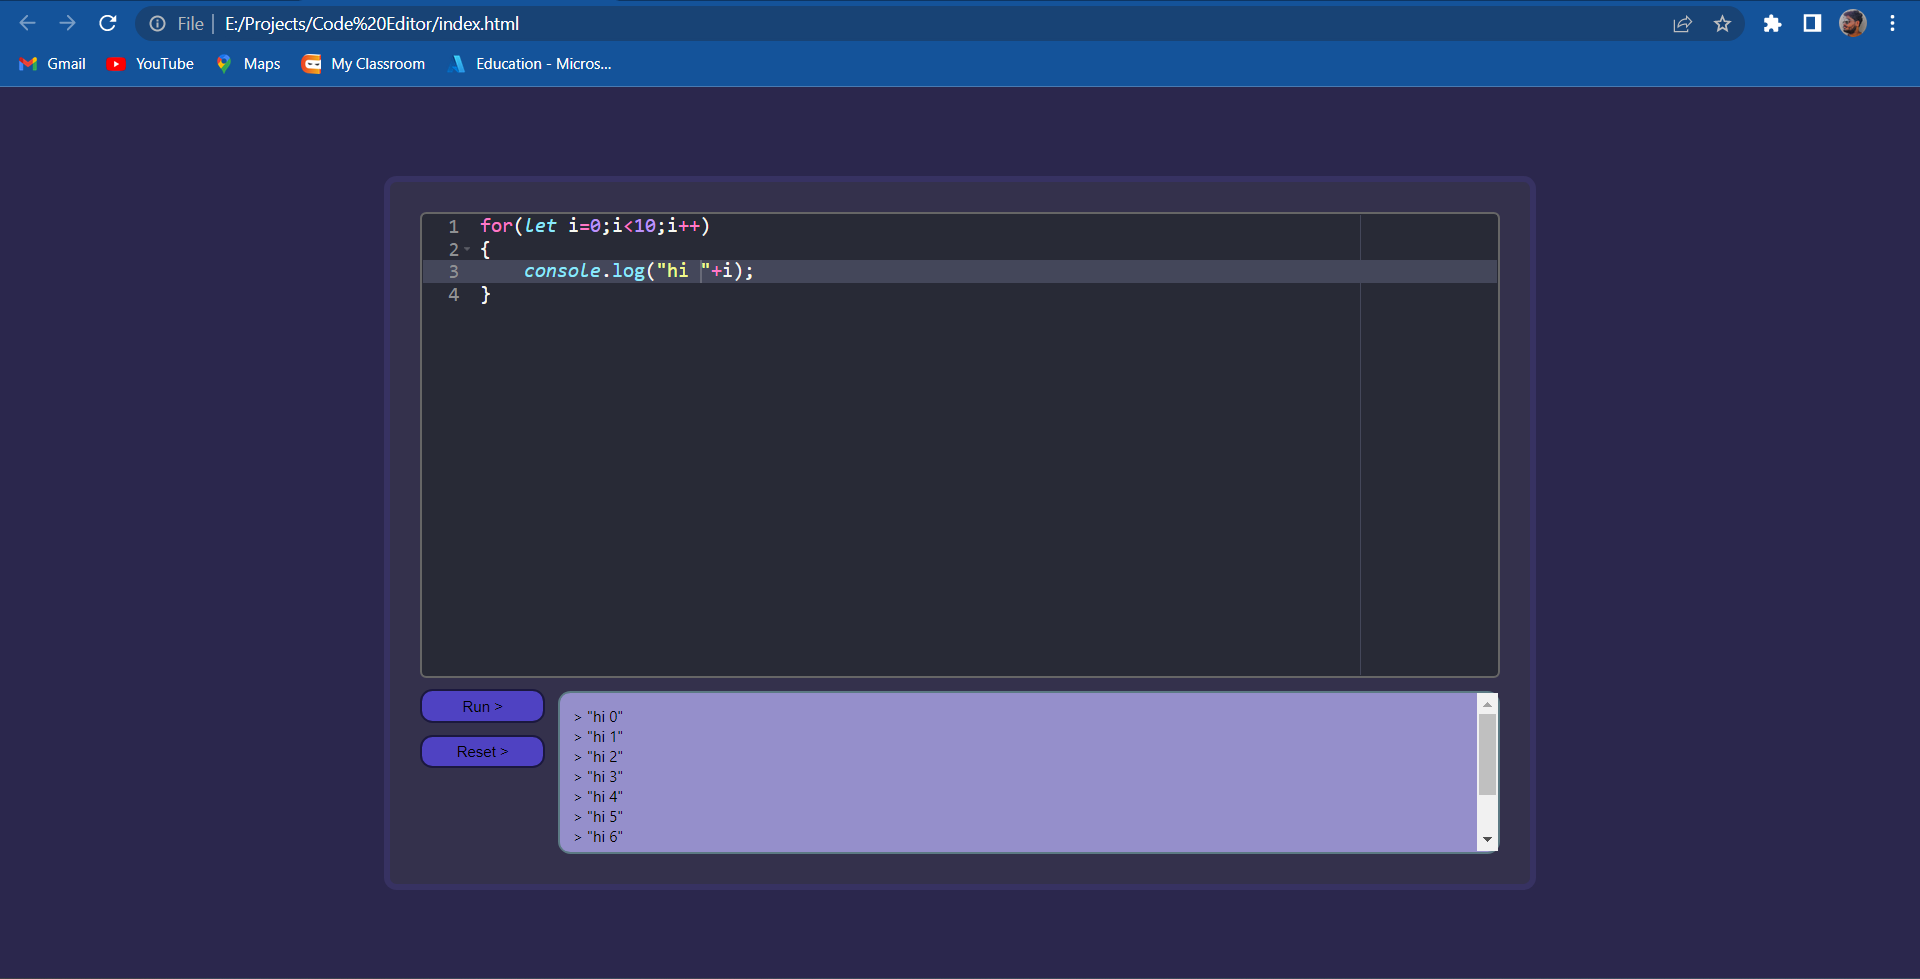 File E:/Projects/Code%20Editor/index.html
Gmail YouTube Maps My Classroom Education - Micros...
1 for(let i=0;i<10;i++)
2 {
3 console.log("hi "+i);
4 }
Run >
Reset >
> "hi 0"
> "hi 1"
> "hi 2"
> "hi 3"
> "hi 4"
> "hi 5"
> "hi 6"